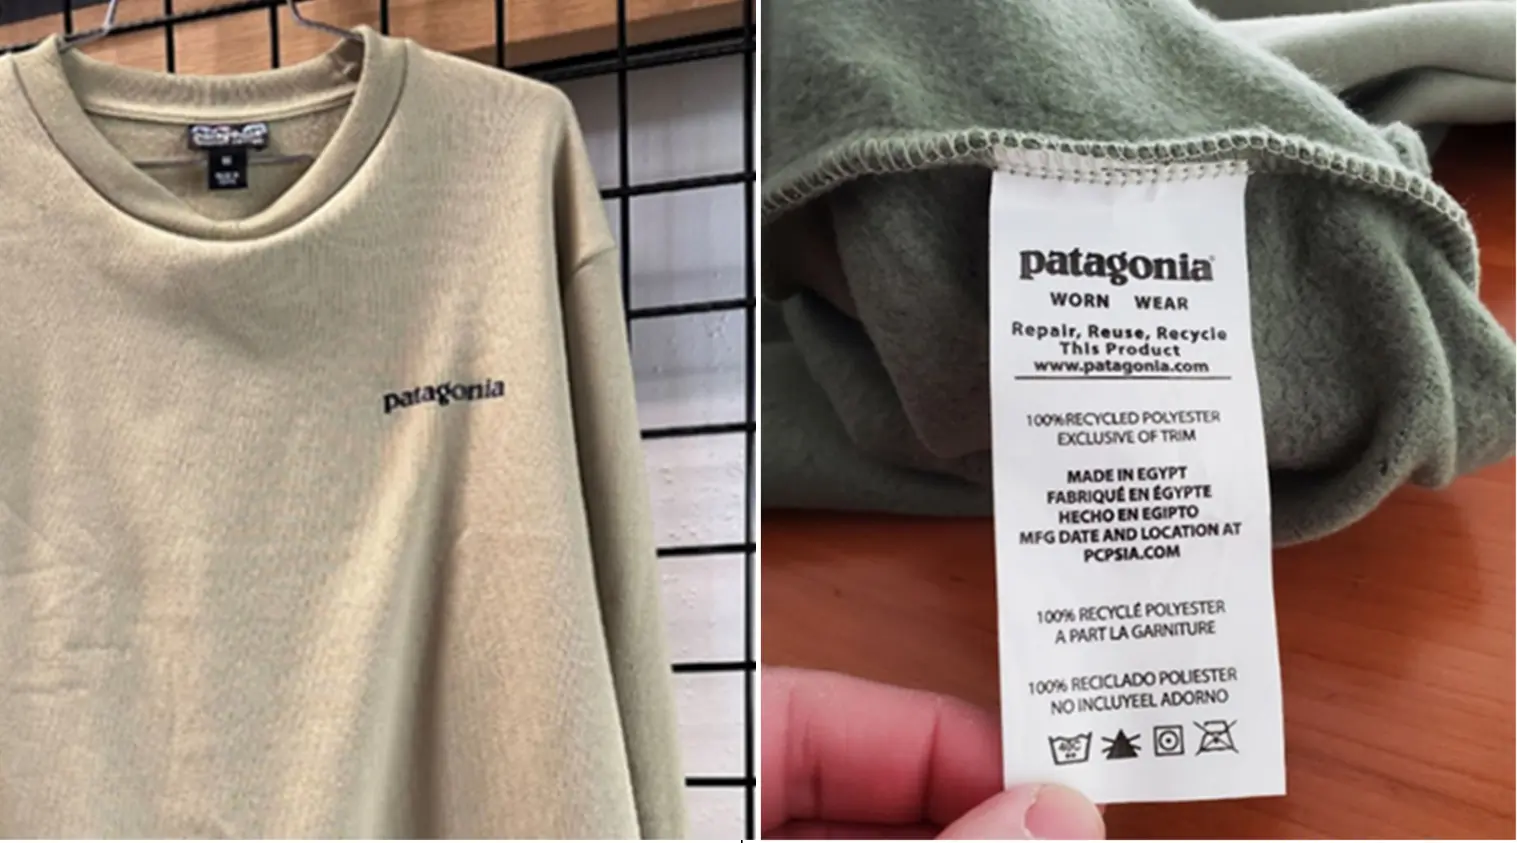 patagonia
patagonia®
WORN WEAR
Repair, Reuse, Recycle
This Product
www.patagonia.com
100%RECYCLED POLYESTER
EXCLUSIVE OF TRIM
MADE IN EGYPT
FABRIQUÉ EN ÉGYPTE
HECHO EN EGIPTO
MFG DATE AND LOCATION AT
PCPSIA.COM
100% RECYCLÉ POLYESTER
A PART LA GARNITURE
100% RECICLADO POLIESTER
NO INCLUYEEL ADORNO
40C